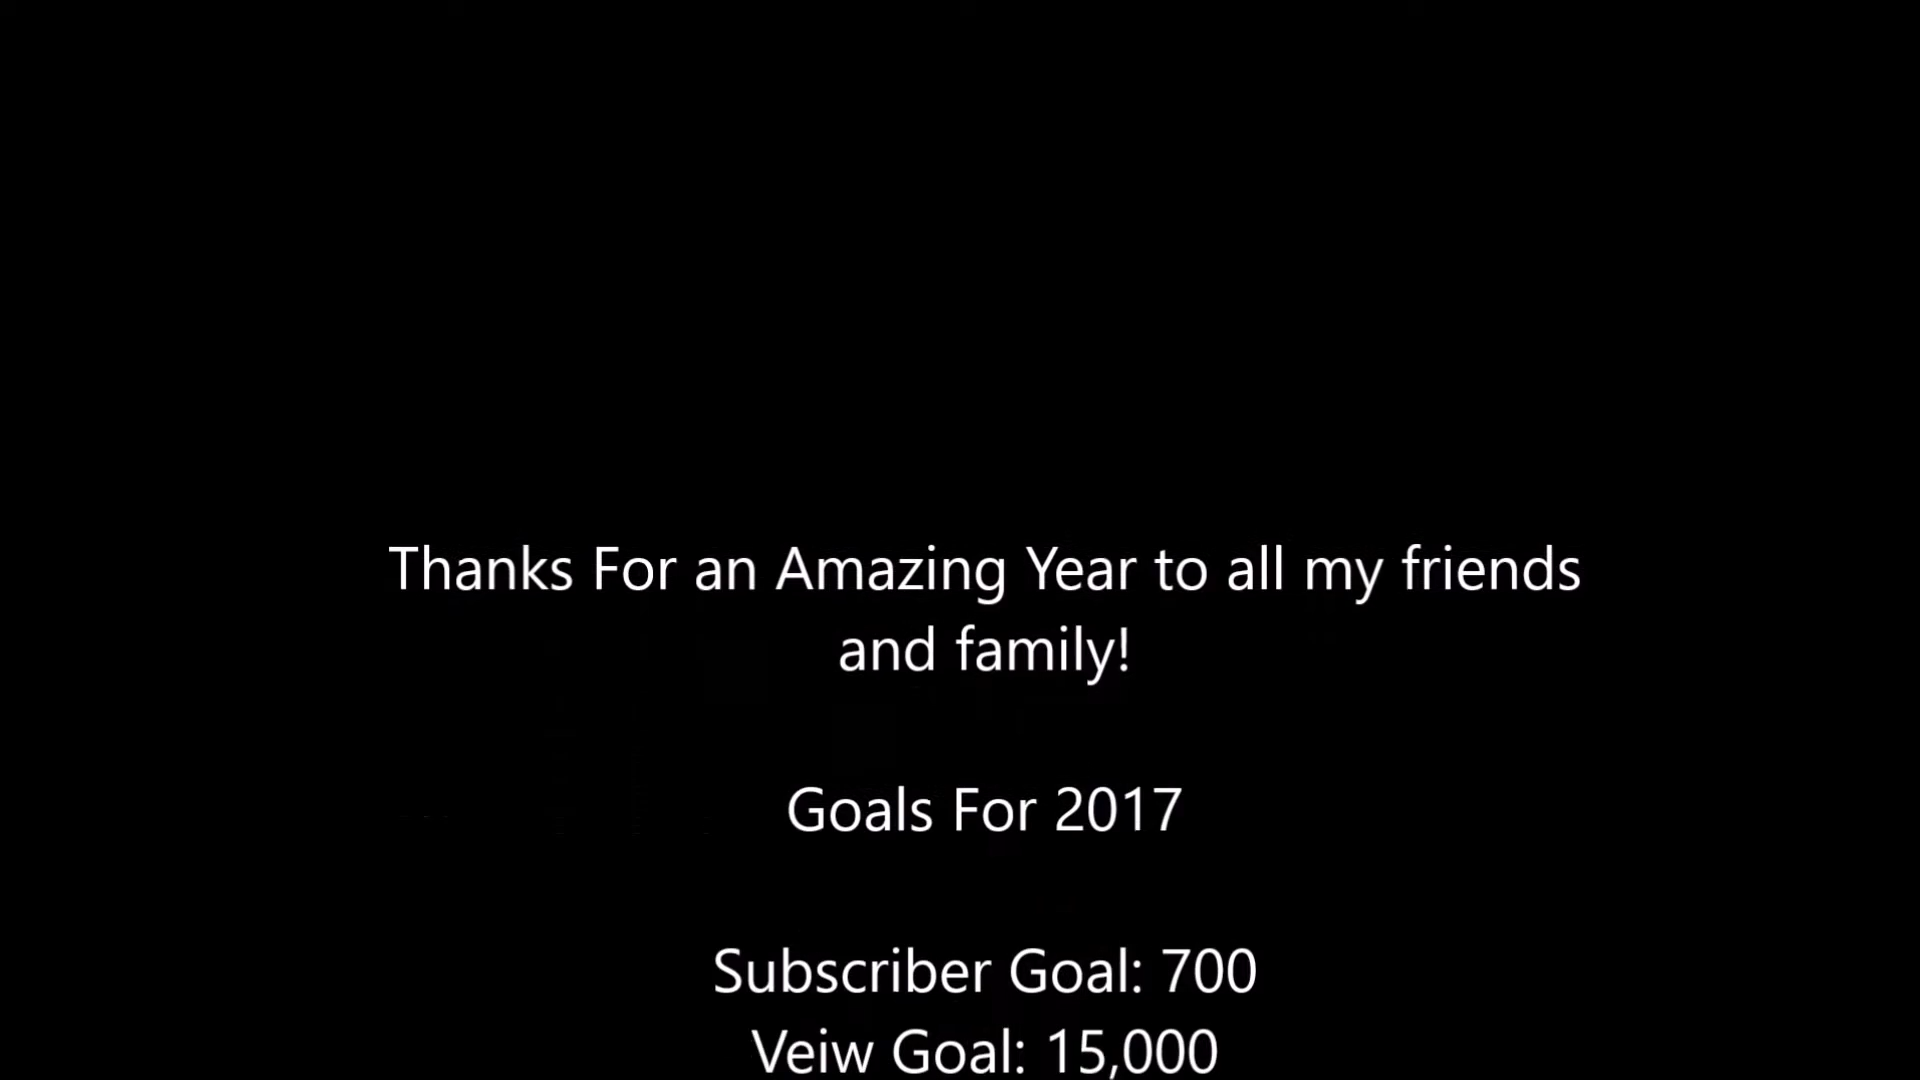 Thanks For an Amazing Year to all my friends
and family!
Goals For 2017
Subscriber Goal: 700
Veiw Goal: 15,000